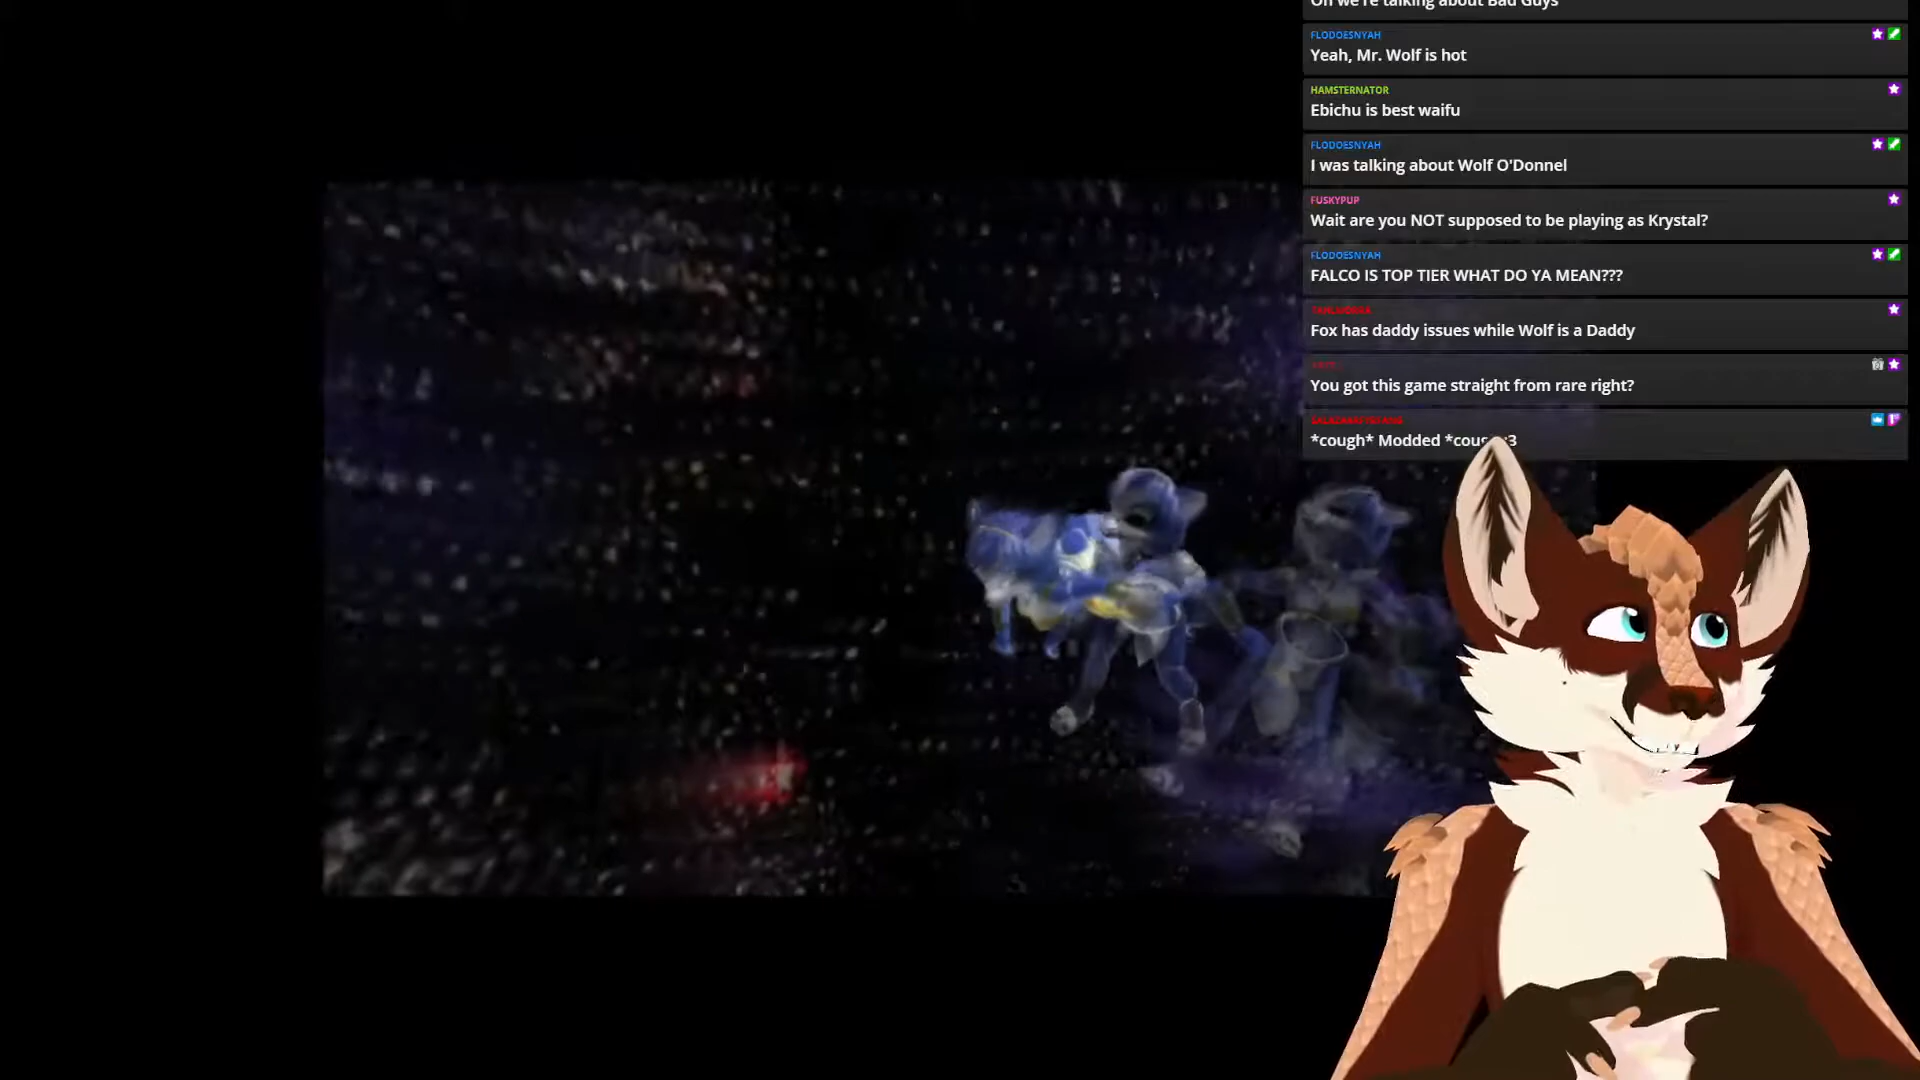 Oh we're talking about Bad Guys
FLODOESNYAH
Yeah, Mr. Wolf is hot
HAMSTERNATOR
Ebichu is best waifu
FLODOESNYAH
I was talking about Wolf O'Donnel
FUSKYPUP
Wait are you NOT supposed to be playing as Krystal?
FLODOESNYAH
FALCO IS TOP TIER WHAT DO YA MEAN???
Fox has daddy issues while Wolf is a Daddy
You got this game straight from rare right?
*cough* Modded